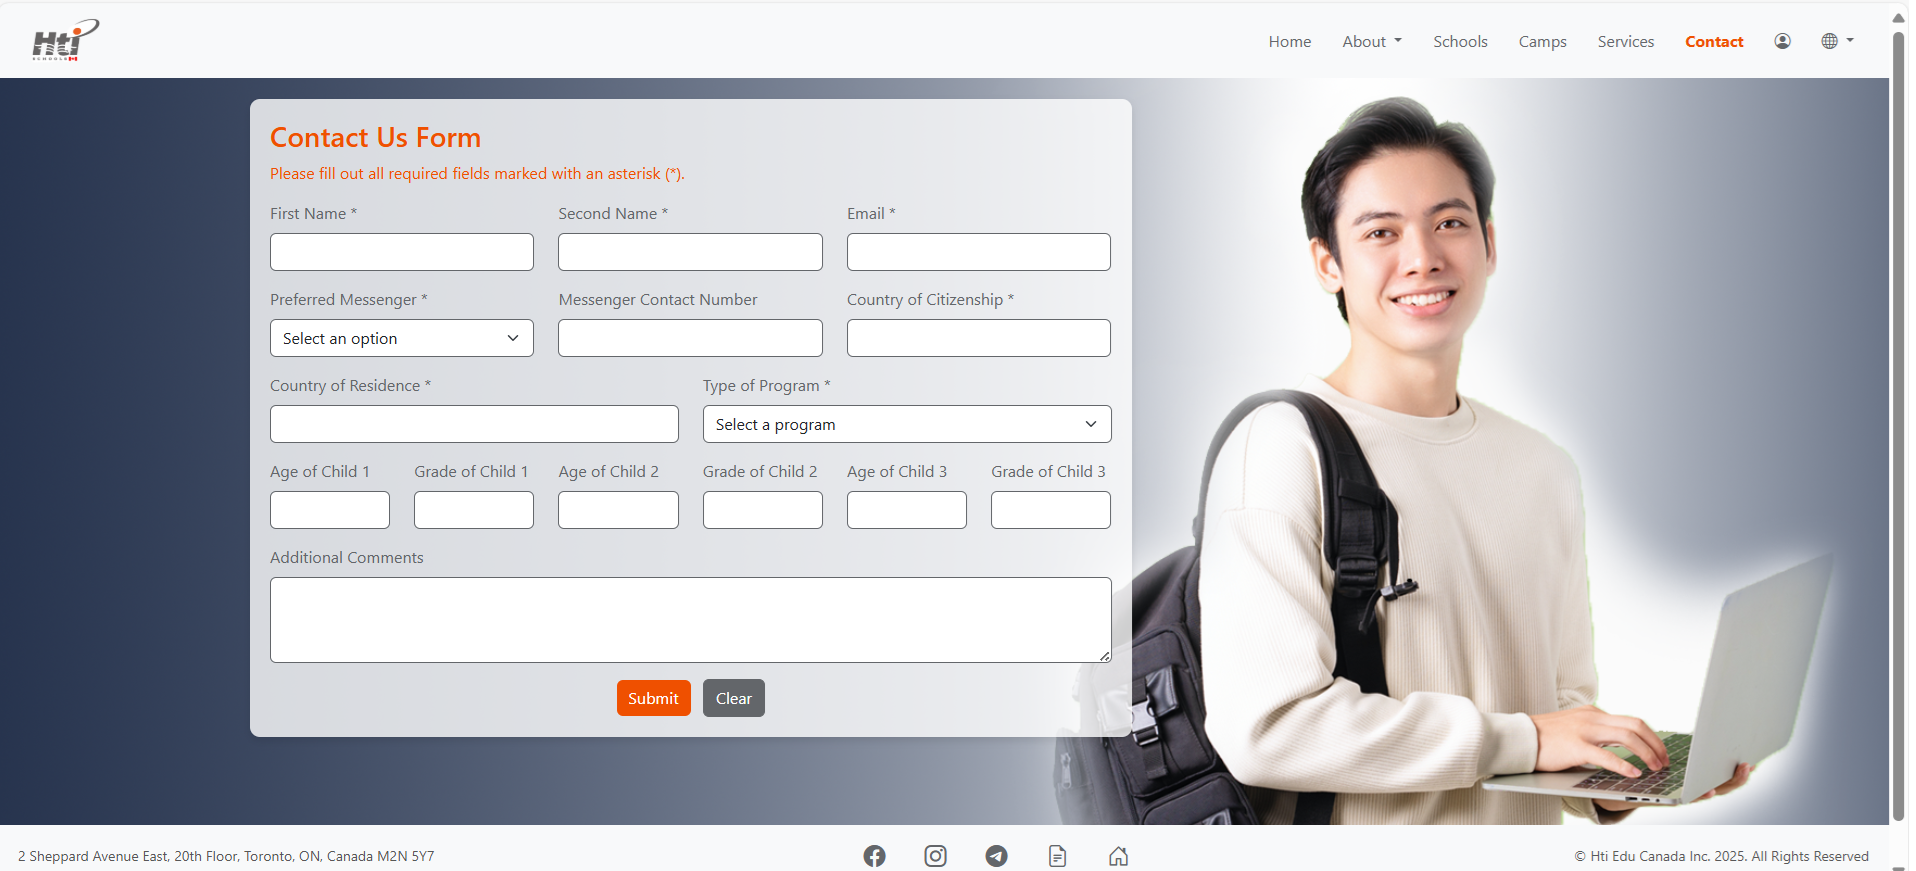 Hti
SCHOOLS
Home About Schools Camps Services Contact
Contact Us Form
Please fill out all required fields marked with an asterisk (*).
First Name * Second Name * Email *
Preferred Messenger * Messenger Contact Number Country of Citizenship *
Select an option
Country of Residence * Type of Program *
Select a program
Age of Child 1 Grade of Child 1 Age of Child 2 Grade of Child 2 Age of Child 3 Grade of Child 3
Additional Comments
Submit Clear
2 Sheppard Avenue East, 20th Floor, Toronto, ON, Canada M2N 5Y7 © Hti Edu Canada Inc. 2025. All Rights Reserved